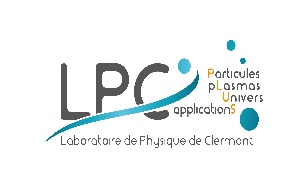 LPC
Particules
pLasmas
Univers
applicationS
Laboratoire de Physique de Clermont